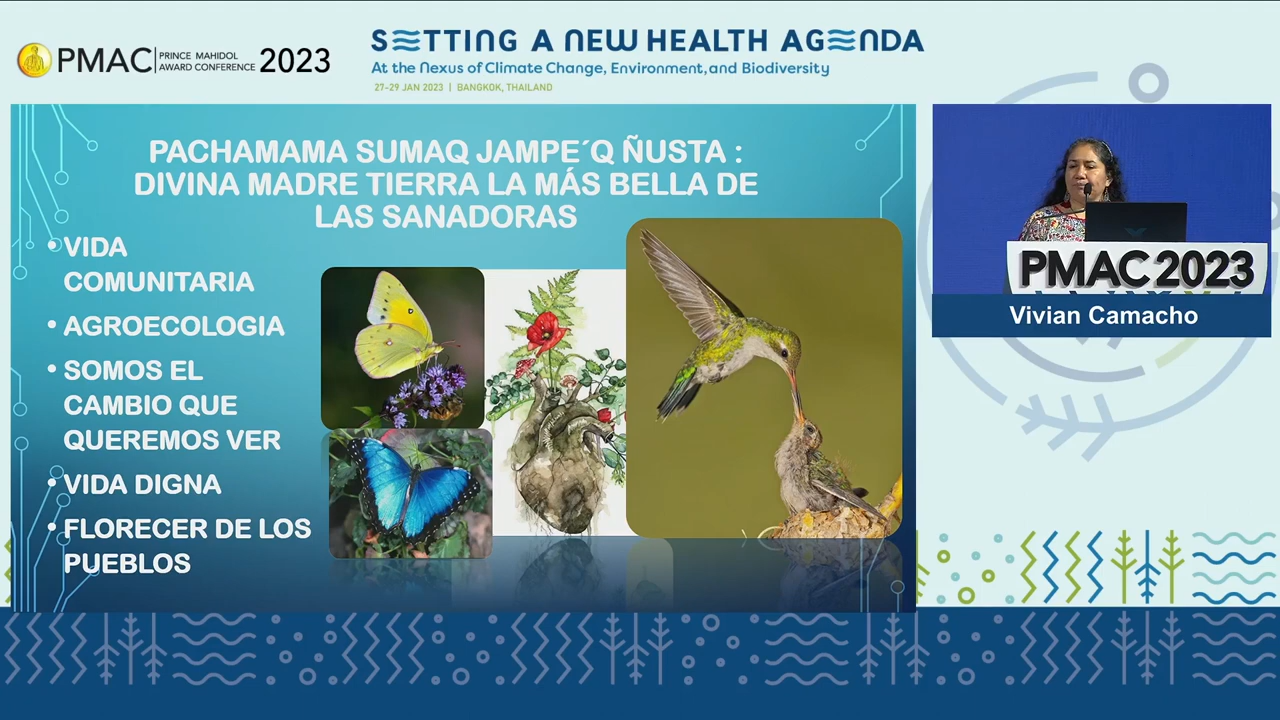 PMAC
PRINCE MAHIDOL
AWARD CONFERENCE
2023
SETTING A NEW HEALTH AGENDA
At the Nexus of Climate Change, Environment, and Biodiversity
27-29 JAN 2023 | BANGKOK, THAILAND
PACHAMAMA SUMAQ JAMPE´Q ÑUSTA :
DIVINA MADRE TIERRA LA MÁS BELLA DE
LAS SANADORAS
• VIDA
COMUNITARIA
• AGROECOLOGIA
• SOMOS EL
CAMBIO QUE
QUEREMOS VER
• VIDA DIGNA
• FLORECER DE LOS
PUEBLOS
PMAC 2023
Vivian Camacho